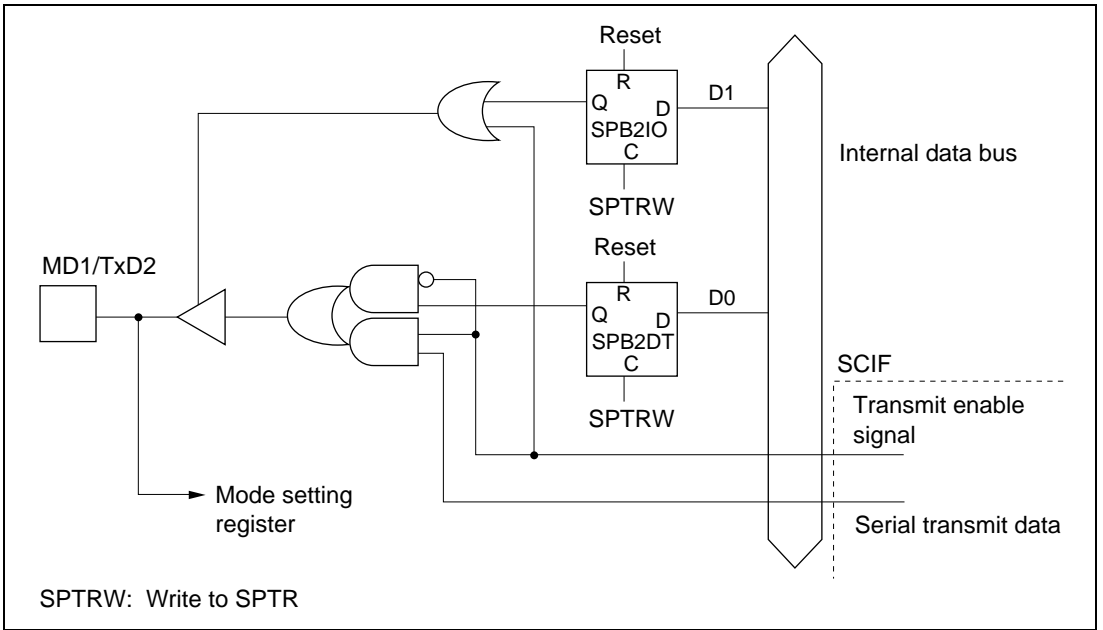 Reset
R
Q
D
SPB2IO
C
D1
SPTRW
Internal data bus
Reset
R
Q
D
SPB2DT
C
D0
SPTRW
MD1/TxD2
SCIF
Transmit enable
signal
Mode setting
register
Serial transmit data
SPTRW: Write to SPTR